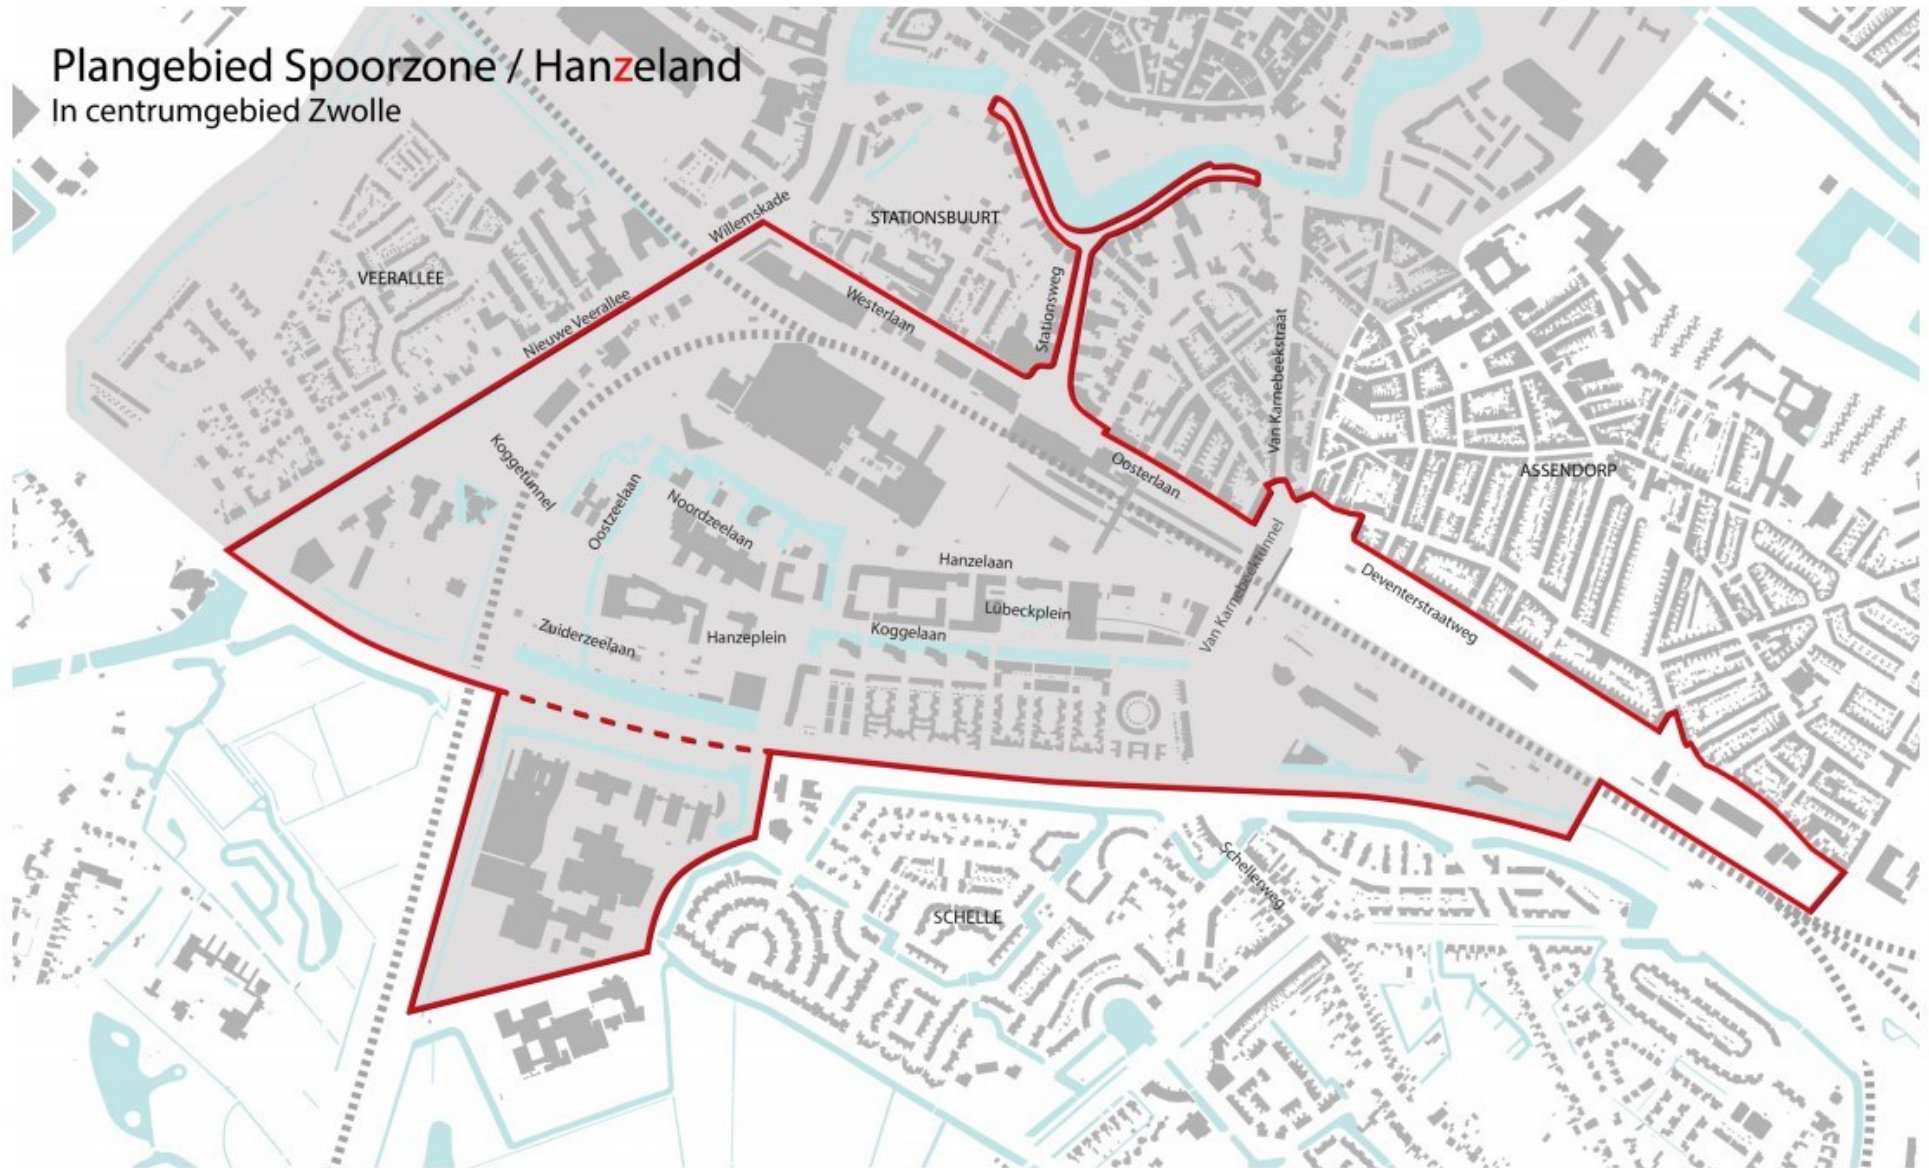 Plangebied Spoorzone / Hanzeland
In centrumgebied Zwolle
Willemskade
STATIONSBUURT
VEERALLEE
Nieuwe Veerallee
Westerlaan
Stationsweg
Van Karnebeekstraat
Koggetunnel
Oostzeelaan
Noordzeelaan
Oosterlaan
ASSENDORP
Hanzelaan
Van Karnebeektunnel
Deventerstraatweg
Lübeckplein
Zuiderzeelaan
Hanzeplein
Koggelaan
Schellerweg
SCHELLE